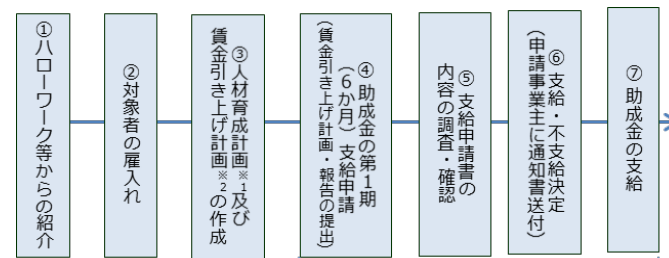 ①ハローワーク等からの紹介
②対象者の雇入れ
③人材育成計画※1及び
賃金引き上げ計画※2の作成
④助成金の第1期
（6か月）支給申請
（賃金引き上げ計画・報告の提出）
⑤支給申請書の
内容の調査・確認
⑥支給・不支給決定
（申請事業主に通知書送付）
⑦助成金の支給